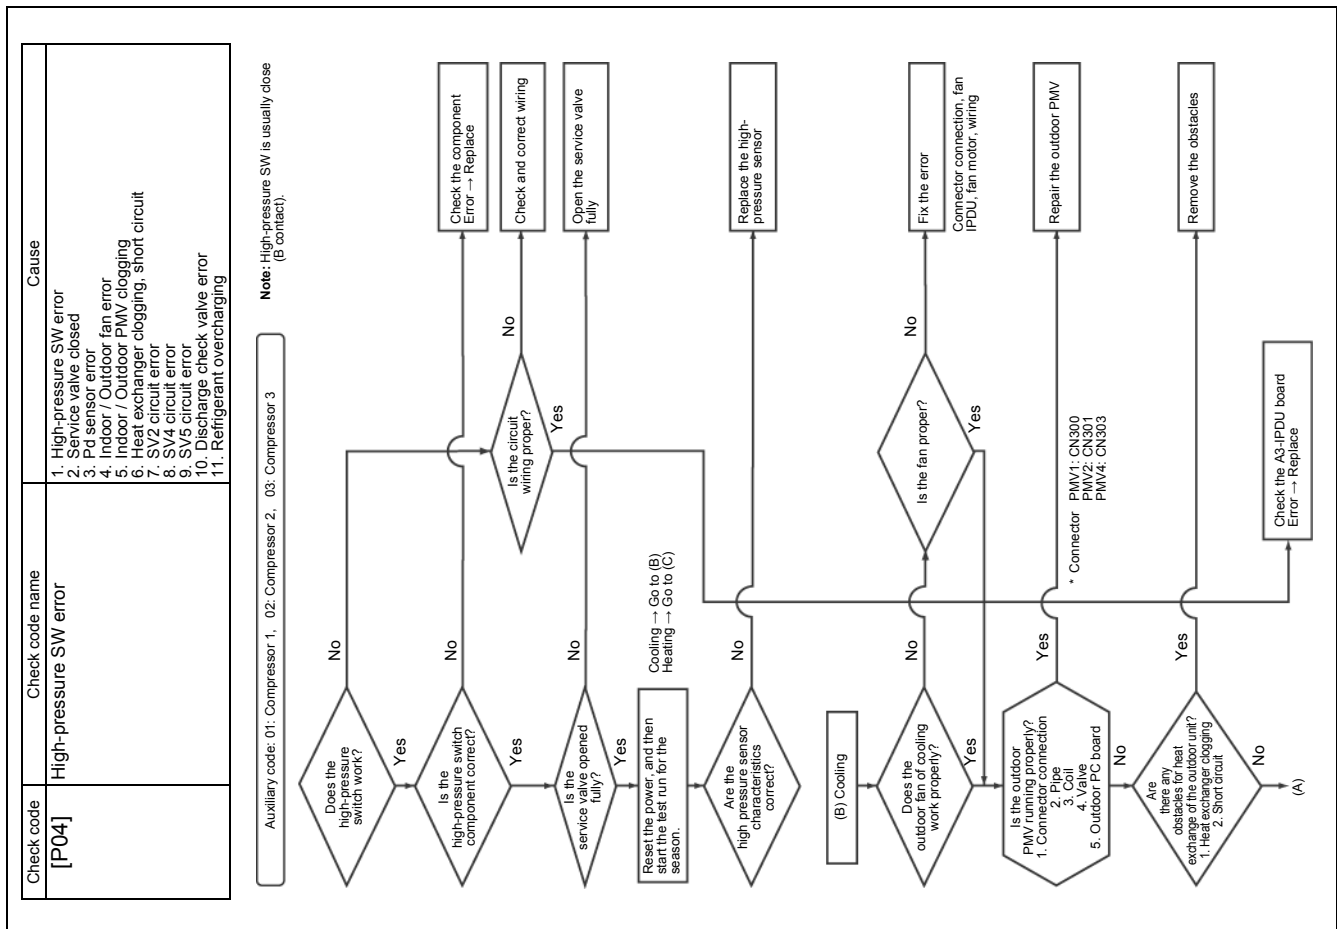 Check code
Check code name
Cause
[P04]
High-pressure SW error
1. High-pressure SW error
2. Service valve closed
3. Pd sensor error
4. Indoor / Outdoor fan error
5. Indoor / Outdoor PMV clogging
6. Heat exchanger clogging, short circuit
7. SV2 circuit error
8. SV4 circuit error
9. SV5 circuit error
10. Discharge check valve error
11. Refrigerant overcharging
Auxiliary code: 01: Compressor 1, 02: Compressor 2, 03: Compressor 3
Note: High-pressure SW is usually close
(B contact).
Does the
high-pressure
switch work?
No
Yes
Is the
high-pressure switch
component correct?
No
Yes
Check the component
Error → Replace
Is the circuit
wiring proper?
No
Yes
Check and correct wiring
Is the
service valve opened
fully?
No
Yes
Open the service valve
fully
Reset the power, and then
start the test run for the
season.
Cooling → Go to (B)
Heating → Go to (C)
Are the
high pressure sensor
characteristics
correct?
No
Replace the high-
pressure sensor
(B) Cooling
Does the
outdoor fan of cooling
work properly?
No
Yes
Is the fan proper?
No
Yes
Fix the error
Connector connection, fan
IPDU, fan motor, wiring
Is the outdoor
PMV running properly?
1. Connector connection
2. Pipe
3. Coil
4. Valve
5. Outdoor PC board
Yes
No
* Connector PMV1: CN300
PMV2: CN301
PMV4: CN303
Repair the outdoor PMV
Are
there any
obstacles for heat
exchange of the outdoor unit?
1. Heat exchanger clogging
2. Short circuit
Yes
No
Remove the obstacles
(A)
Check the A3-IPDU board
Error → Replace